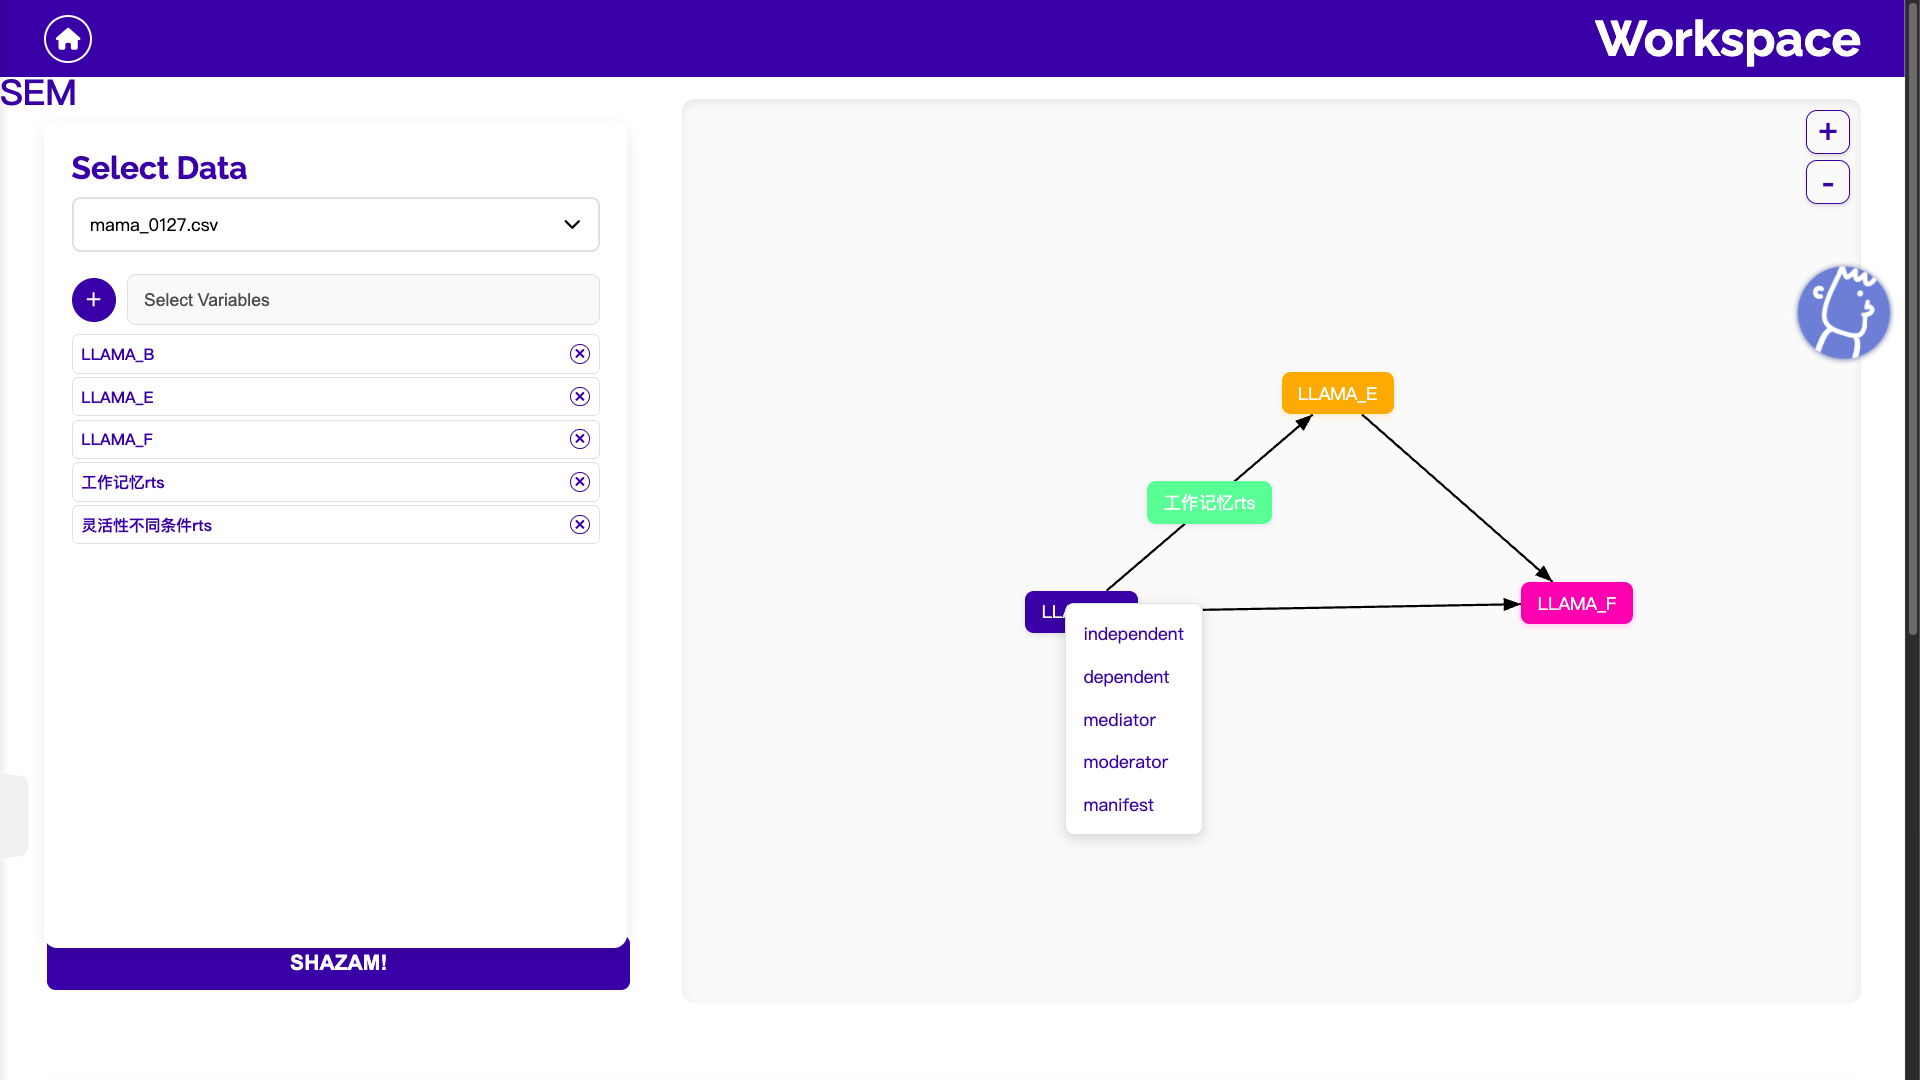 Workspace
SEM
Select Data
mama_0127.csv
+
Select Variables
LLAMA_B
LLAMA_E
LLAMA_F
工作记忆rts
灵活性不同条件rts
SHAZAM!
+
-
LLAMA_E
工作记忆rts
LLAMA_F
independent
dependent
mediator
moderator
manifest